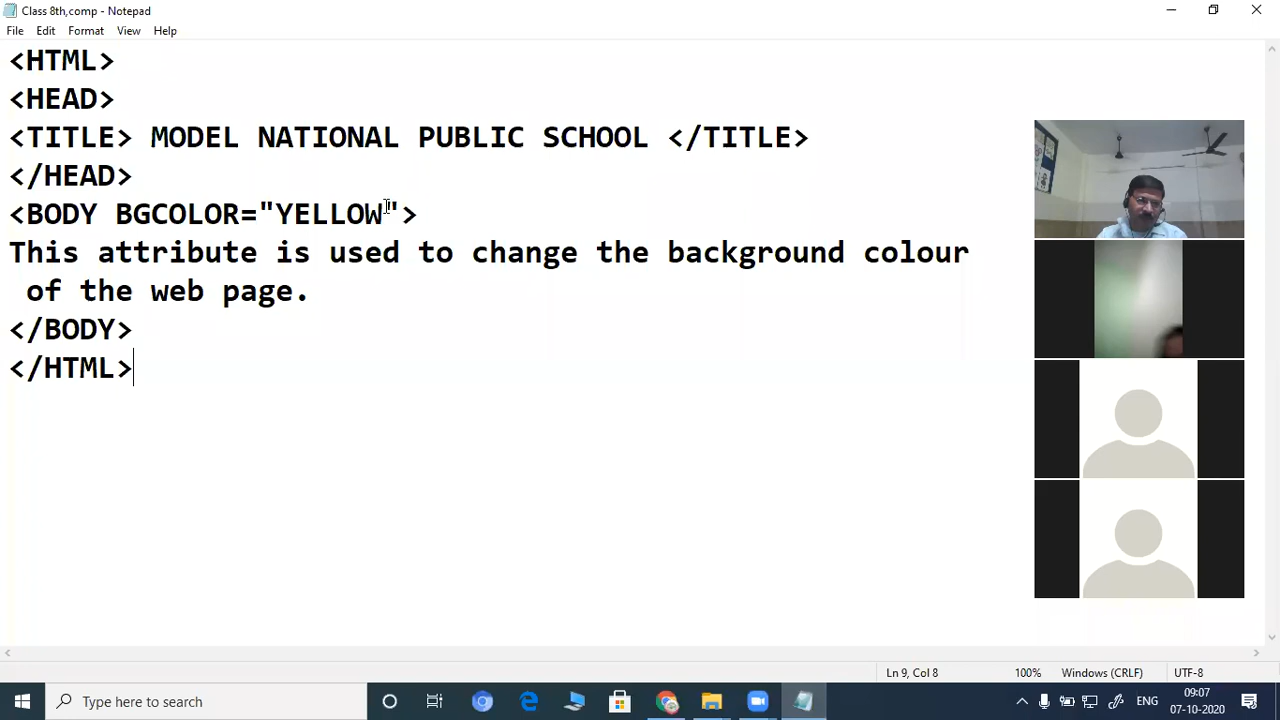 Class 8th,comp - Notepad
File Edit Format View Help
<HTML>
<HEAD>
<TITLE> MODEL NATIONAL PUBLIC SCHOOL </TITLE>
</HEAD>
<BODY BGCOLOR="YELLOW">
This attribute is used to change the background colour
of the web page.
</BODY>
</HTML>
Ln 9, Col 8 100% Windows (CRLF) UTF-8
Type here to search
ENG
09:07
07-10-2020